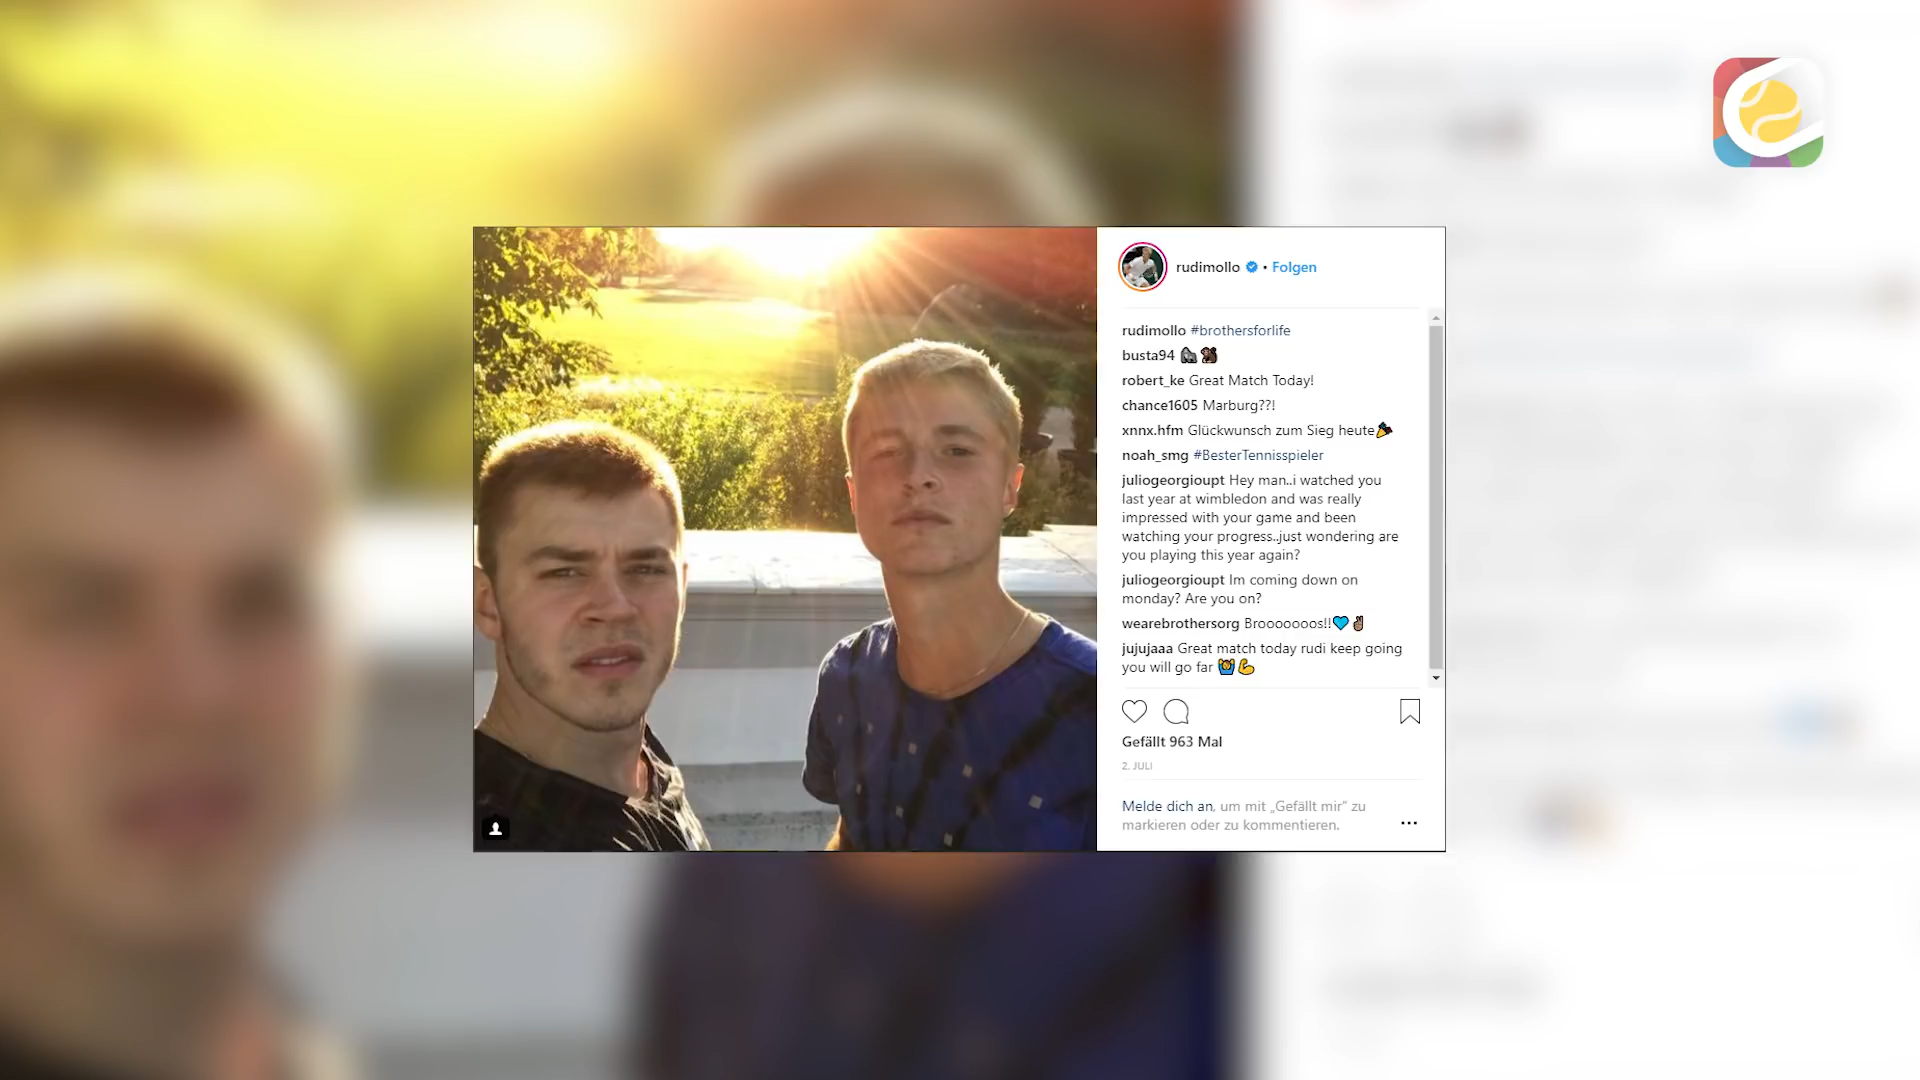 rudimollo • Folgen
rudimollo #brothersforlife
busta94
robert_ke Great Match Today!
chance1605 Marburg??!
xnnx.hfm Glückwunsch zum Sieg heute
noah_smg #BesterTennisspieler
juliogeorgioupt Hey man..i watched you
last year at wimbledon and was really
impressed with your game and been
watching your progress..just wondering are
you playing this year again?
juliogeorgioupt Im coming down on
monday? Are you on?
wearebrothersorg Brooooooos!!
jujujaaa Great match today rudi keep going
you will go far
Gefällt 963 Mal
2. JULI
Melde dich an, um mit „Gefällt mir“ zu
markieren oder zu kommentieren.